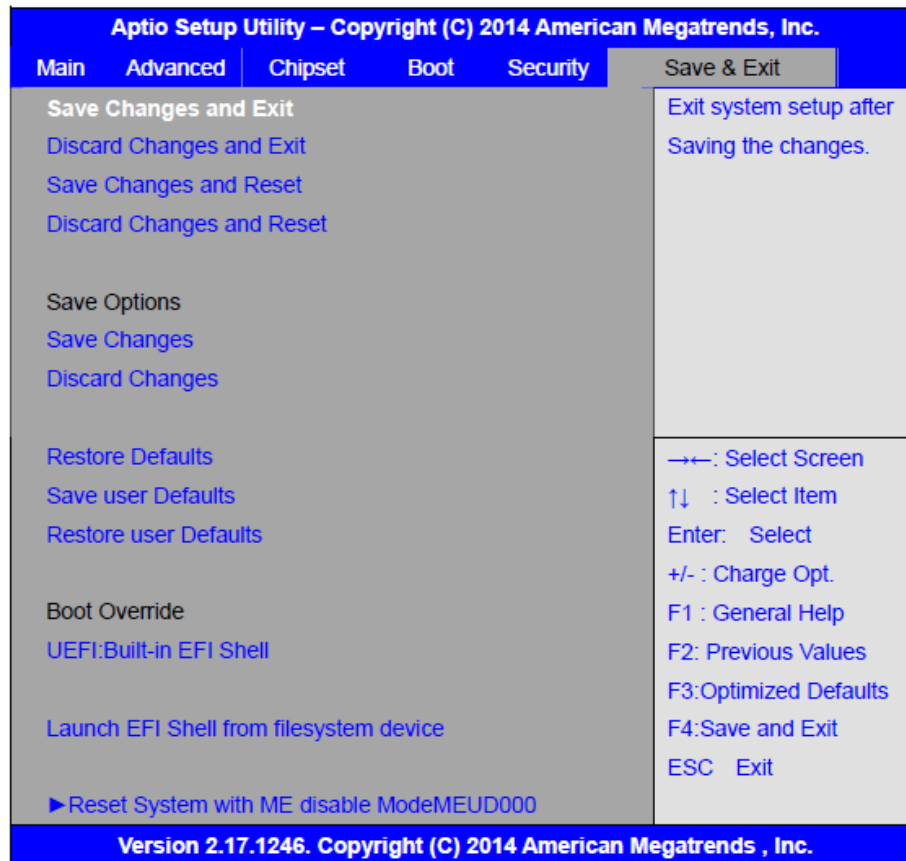 Aptio Setup Utility – Copyright (C) 2014 American Megatrends, Inc.
Main Advanced Chipset Boot Security Save & Exit
Save Changes and Exit
Discard Changes and Exit
Save Changes and Reset
Discard Changes and Reset
Save Options
Save Changes
Discard Changes
Restore Defaults
Save user Defaults
Restore user Defaults
Boot Override
UEFI:Built-in EFI Shell
Launch EFI Shell from filesystem device
►Reset System with ME disable ModeMEUD000
Exit system setup after
Saving the changes.
→←: Select Screen
↑↓ : Select Item
Enter: Select
+/- : Charge Opt.
F1 : General Help
F2: Previous Values
F3:Optimized Defaults
F4:Save and Exit
ESC Exit
Version 2.17.1246. Copyright (C) 2014 American Megatrends , Inc.